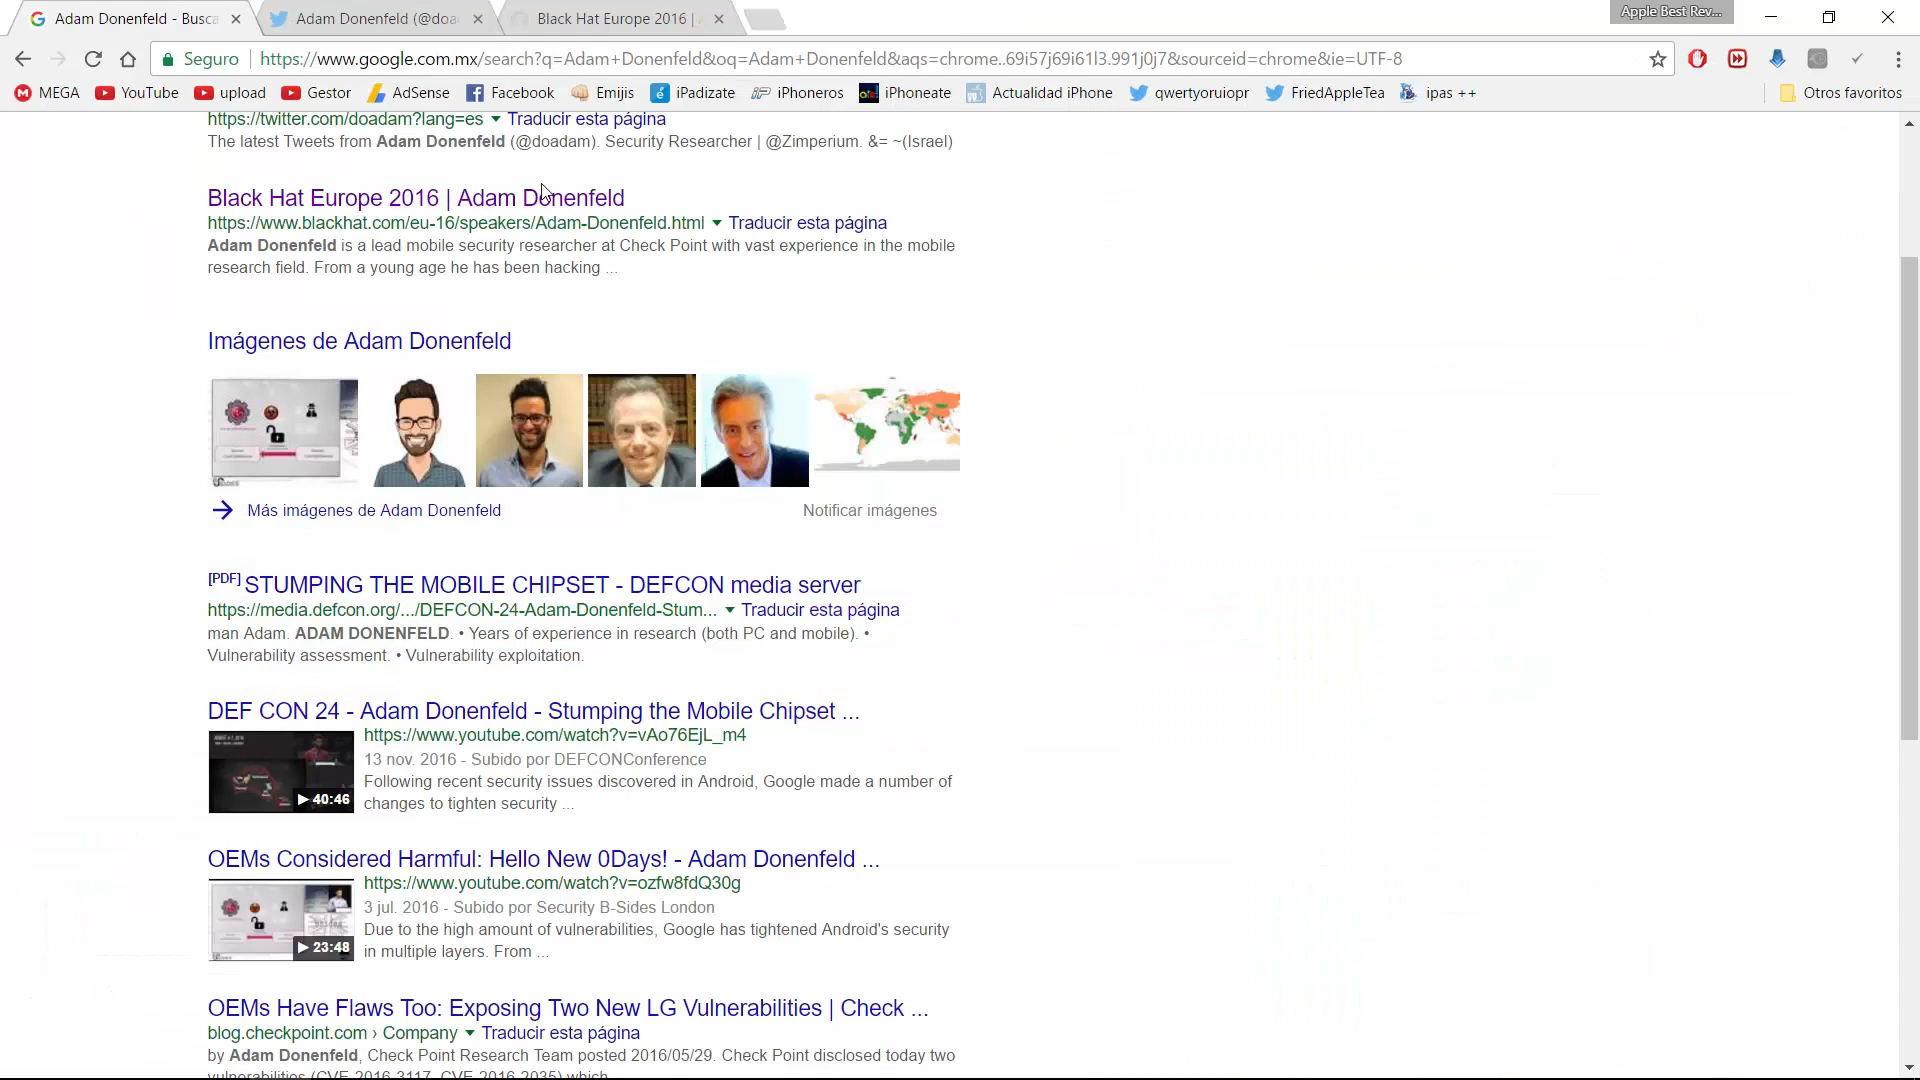 Adam Donenfeld - Busca
Adam Donenfeld (@doa
Black Hat Europe 2016 |
Apple Best Rev...
Seguro
https://www.google.com.mx/search?q=Adam+Donenfeld&oq=Adam+Donenfeld&aqs=chrome..69i57j69i61l3.991j0j7&sourceid=chrome&ie=UTF-8
MEGA YouTube upload Gestor AdSense Facebook Emijis iPadizate iPhoneros iPhoneate Actualidad iPhone qwertyoruiopr FriedAppleTea ipas ++ Otros favoritos
https://twitter.com/doadam?lang=es Traducir esta página
The latest Tweets from Adam Donenfeld (@doadam). Security Researcher | @Zimperium. &= ~(Israel)
Black Hat Europe 2016 | Adam Donenfeld
https://www.blackhat.com/eu-16/speakers/Adam-Donenfeld.html Traducir esta página
Adam Donenfeld is a lead mobile security researcher at Check Point with vast experience in the mobile
research field. From a young age he has been hacking ...
Imágenes de Adam Donenfeld
Más imágenes de Adam Donenfeld
Notificar imágenes
[PDF] STUMPING THE MOBILE CHIPSET - DEFCON media server
https://media.defcon.org/.../DEFCON-24-Adam-Donenfeld-Stum... Traducir esta página
man Adam. ADAM DONENFELD. • Years of experience in research (both PC and mobile). •
Vulnerability assessment. • Vulnerability exploitation.
DEF CON 24 - Adam Donenfeld - Stumping the Mobile Chipset ...
https://www.youtube.com/watch?v=vAo76EjL_m4
13 nov. 2016 - Subido por DEFCONConference
Following recent security issues discovered in Android, Google made a number of
40:46
changes to tighten security ...
OEMs Considered Harmful: Hello New 0Days! - Adam Donenfeld ...
https://www.youtube.com/watch?v=ozfw8fdQ30g
3 jul. 2016 - Subido por Security B-Sides London
Due to the high amount of vulnerabilities, Google has tightened Android's security
23:48
in multiple layers. From ...
OEMs Have Flaws Too: Exposing Two New LG Vulnerabilities | Check ...
blog.checkpoint.com › Company Traducir esta página
by Adam Donenfeld, Check Point Research Team posted 2016/05/29. Check Point disclosed today two
vulnerabilities (CVE-2016-3117, CVE-2016-2035) which